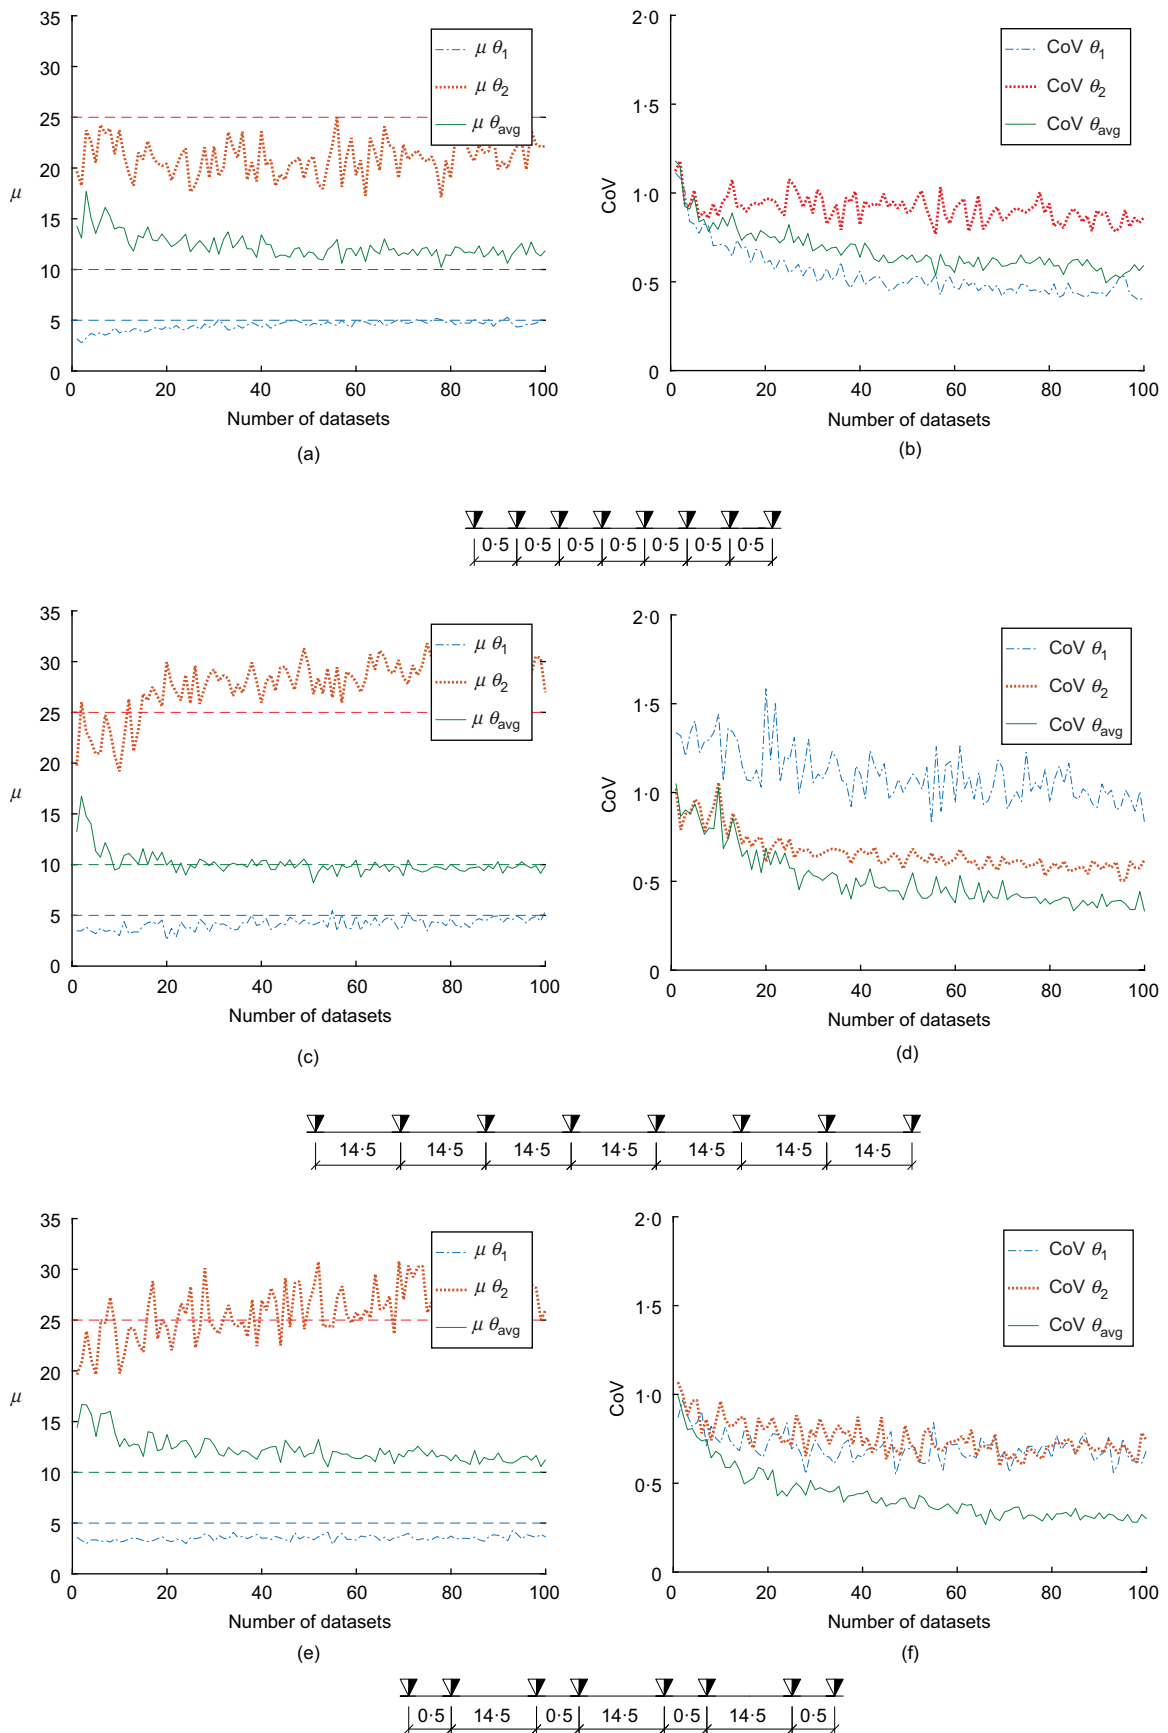 35
30
25
20
15
10
5
0
μ
0 20 40 60 80 100
Number of datasets
μ θ1
μ θ2
μ θavg
(a)
2·0
1·5
1·0
0·5
0
CoV
0 20 40 60 80 100
Number of datasets
CoV θ1
CoV θ2
CoV θavg
(b)
0·5 0·5 0·5 0·5 0·5 0·5 0·5
35
30
25
20
15
10
5
0
μ
0 20 40 60 80 100
Number of datasets
μ θ1
μ θ2
μ θavg
(c)
2·0
1·5
1·0
0·5
0
CoV
0 20 40 60 80 100
Number of datasets
CoV θ1
CoV θ2
CoV θavg
(d)
14·5 14·5 14·5 14·5 14·5 14·5 14·5
35
30
25
20
15
10
5
0
μ
0 20 40 60 80 100
Number of datasets
μ θ1
μ θ2
μ θavg
(e)
2·0
1·5
1·0
0·5
0
CoV
0 20 40 60 80 100
Number of datasets
CoV θ1
CoV θ2
CoV θavg
(f)
0·5 14·5 0·5 14·5 0·5 14·5 0·5